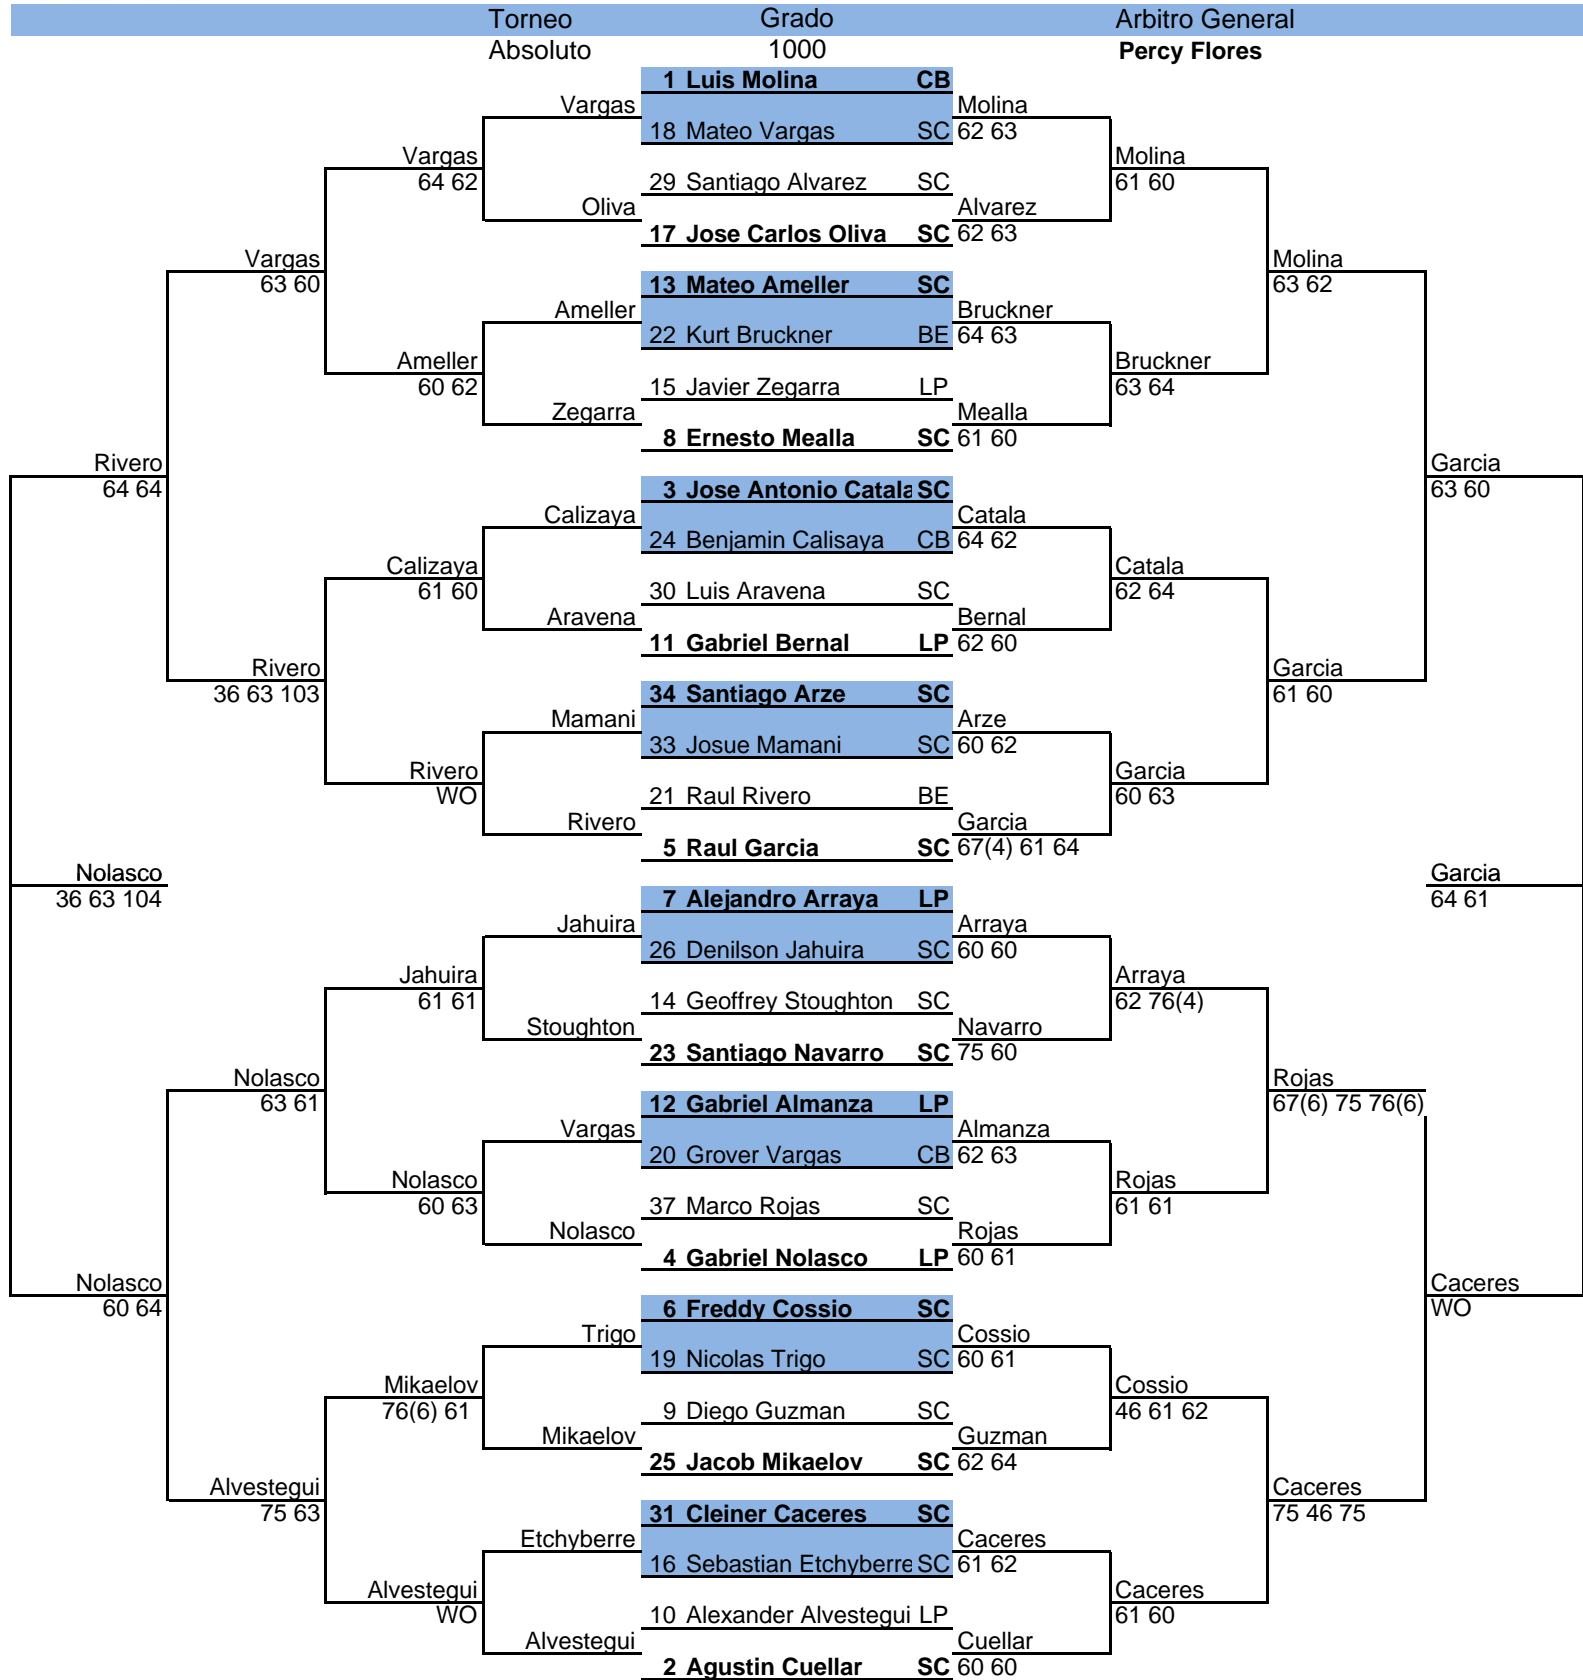 Torneo Grado Arbitro General
Absoluto 1000 Percy Flores
1 Luis Molina CB
Vargas Molina
18 Mateo Vargas SC 62 63
Vargas Molina
64 62 29 Santiago Alvarez SC 61 60
Oliva Alvarez
17 Jose Carlos Oliva SC 62 63
Vargas Molina
63 60 13 Mateo Ameller SC 63 62
Ameller Bruckner
22 Kurt Bruckner BE 64 63
Ameller Bruckner
60 62 15 Javier Zegarra LP 63 64
Zegarra Mealla
8 Ernesto Mealla SC 61 60
Rivero Garcia
64 64 3 Jose Antonio Catala SC 63 60
Calizaya Catala
24 Benjamin Calisaya CB 64 62
Calizaya Catala
61 60 30 Luis Aravena SC 62 64
Aravena Bernal
11 Gabriel Bernal LP 62 60
Rivero Garcia
36 63 103 34 Santiago Arze SC 61 60
Mamani Arze
33 Josue Mamani SC 60 62
Rivero Garcia
WO 21 Raul Rivero BE 60 63
Rivero Garcia
5 Raul Garcia SC 67(4) 61 64
Nolasco Garcia
36 63 104 7 Alejandro Arraya LP 64 61
Jahuira Arraya
26 Denilson Jahuira SC 60 60
Jahuira Arraya
61 61 14 Geoffrey Stoughton SC 62 76(4)
Stoughton Navarro
23 Santiago Navarro SC 75 60
Nolasco Rojas
63 61 12 Gabriel Almanza LP 67(6) 75 76(6)
Vargas Almanza
20 Grover Vargas CB 62 63
Nolasco Rojas
60 63 37 Marco Rojas SC 61 61
Nolasco Rojas
4 Gabriel Nolasco LP 60 61
Nolasco Caceres
60 64 6 Freddy Cossio SC WO
Trigo Cossio
19 Nicolas Trigo SC 60 61
Mikaelov Cossio
76(6) 61 9 Diego Guzman SC 46 61 62
Mikaelov Guzman
25 Jacob Mikaelov SC 62 64
Alvestegui Caceres
75 63 31 Cleiner Caceres SC 75 46 75
Etchyberre Caceres
16 Sebastian Etchyberre SC 61 62
Alvestegui Caceres
WO 10 Alexander Alvestegui LP 61 60
Alvestegui Cuellar
2 Agustin Cuellar SC 60 60